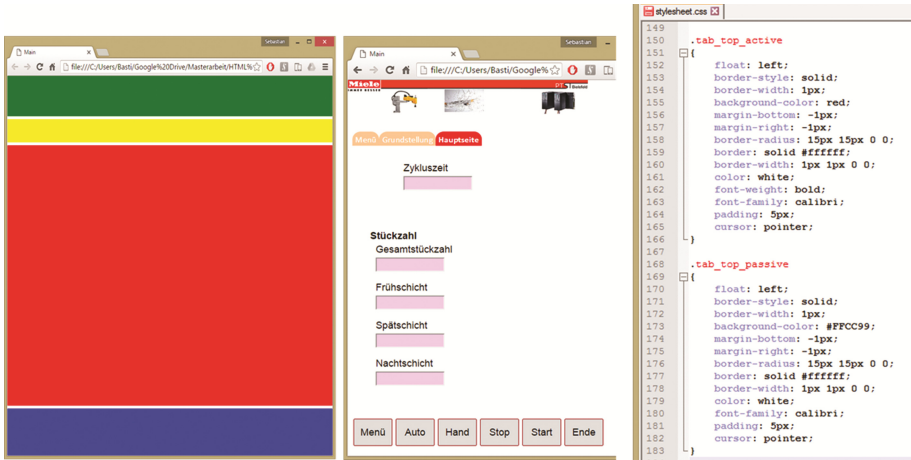 Sebastian
Main
file:///C:/Users/Basti/Google%20Drive/Masterarbeit/HTML%
Sebastian
Main
file:///C:/Users/Basti/Google%
Miele
IMMER BESSER
Menü Grundstellung Hauptseite
Zykluszeit
Stückzahl
Gesamtstückzahl
Frühschicht
Spätschicht
Nachtschicht
Menü Auto Hand Stop Start Ende
stylesheet.css
149
150 .tab_top_active
151 {
152 float: left;
153 border-style: solid;
154 border-width: 1px;
155 background-color: red;
156 margin-bottom: -1px;
157 margin-right: -1px;
158 border-radius: 15px 15px 0 0;
159 border: solid #ffffff;
160 border-width: 1px 1px 0 0;
161 color: white;
162 font-weight: bold;
163 font-family: calibri;
164 padding: 5px;
165 cursor: pointer;
166 }
167
168 .tab_top_passive
169 {
170 float: left;
171 border-style: solid;
172 border-width: 1px;
173 background-color: #FFCC99;
174 margin-bottom: -1px;
175 margin-right: -1px;
176 border-radius: 15px 15px 0 0;
177 border: solid #ffffff;
178 border-width: 1px 1px 0 0;
179 color: white;
180 font-family: calibri;
181 padding: 5px;
182 cursor: pointer;
183 }